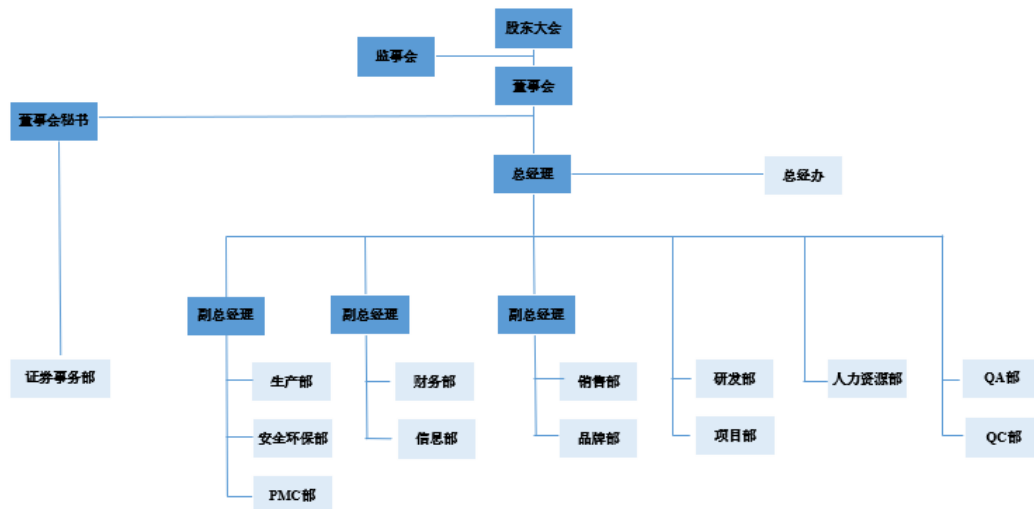 股东大会
监事会
董事会
董事会秘书
总经理
总经办
副总经理
副总经理
副总经理
证券事务部
生产部
财务部
销售部
研发部
人力资源部
QA部
安全环保部
信息部
品牌部
项目部
QC部
PMC部